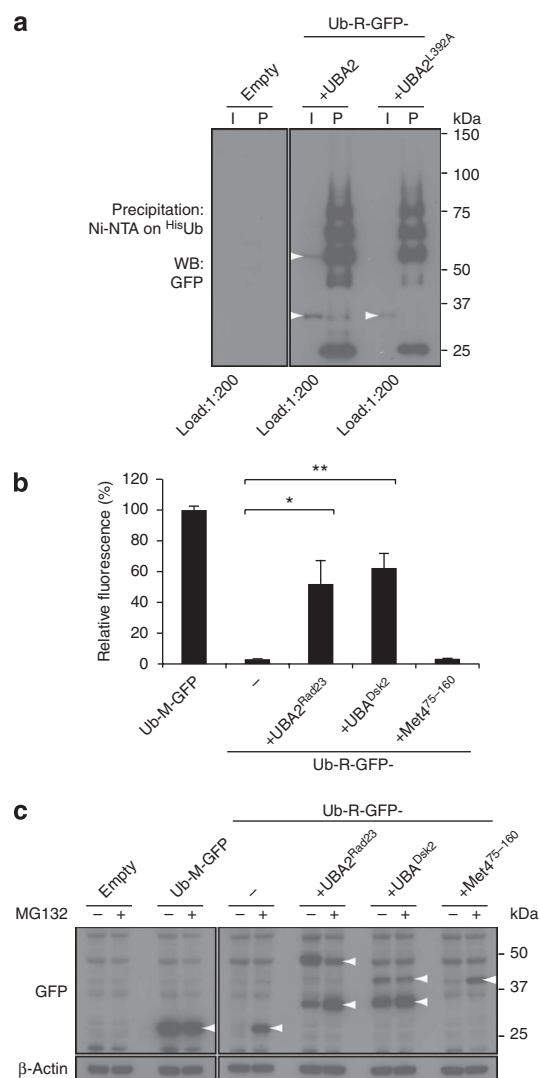 a
Ub-R-GFP-
Empty
+UBA2
+UBA2L392A
I P I P I P kDa
150
100
75
50
37
25
Precipitation:
Ni-NTA on HisUb
WB:
GFP
Load:1:200
Load:1:200
Load:1:200
b
Relative fluorescence (%)
120
100
80
60
40
20
0
**
*
Ub-M-GFP
–
+UBA2Rad23
+UBADsk2
+Met475–160
Ub-R-GFP-
c
Ub-R-GFP-
Empty
Ub-M-GFP
–
+UBA2Rad23
+UBADsk2
+Met475–160
MG132 – + – + – + – + – + – + kDa
GFP
50
37
25
β-Actin